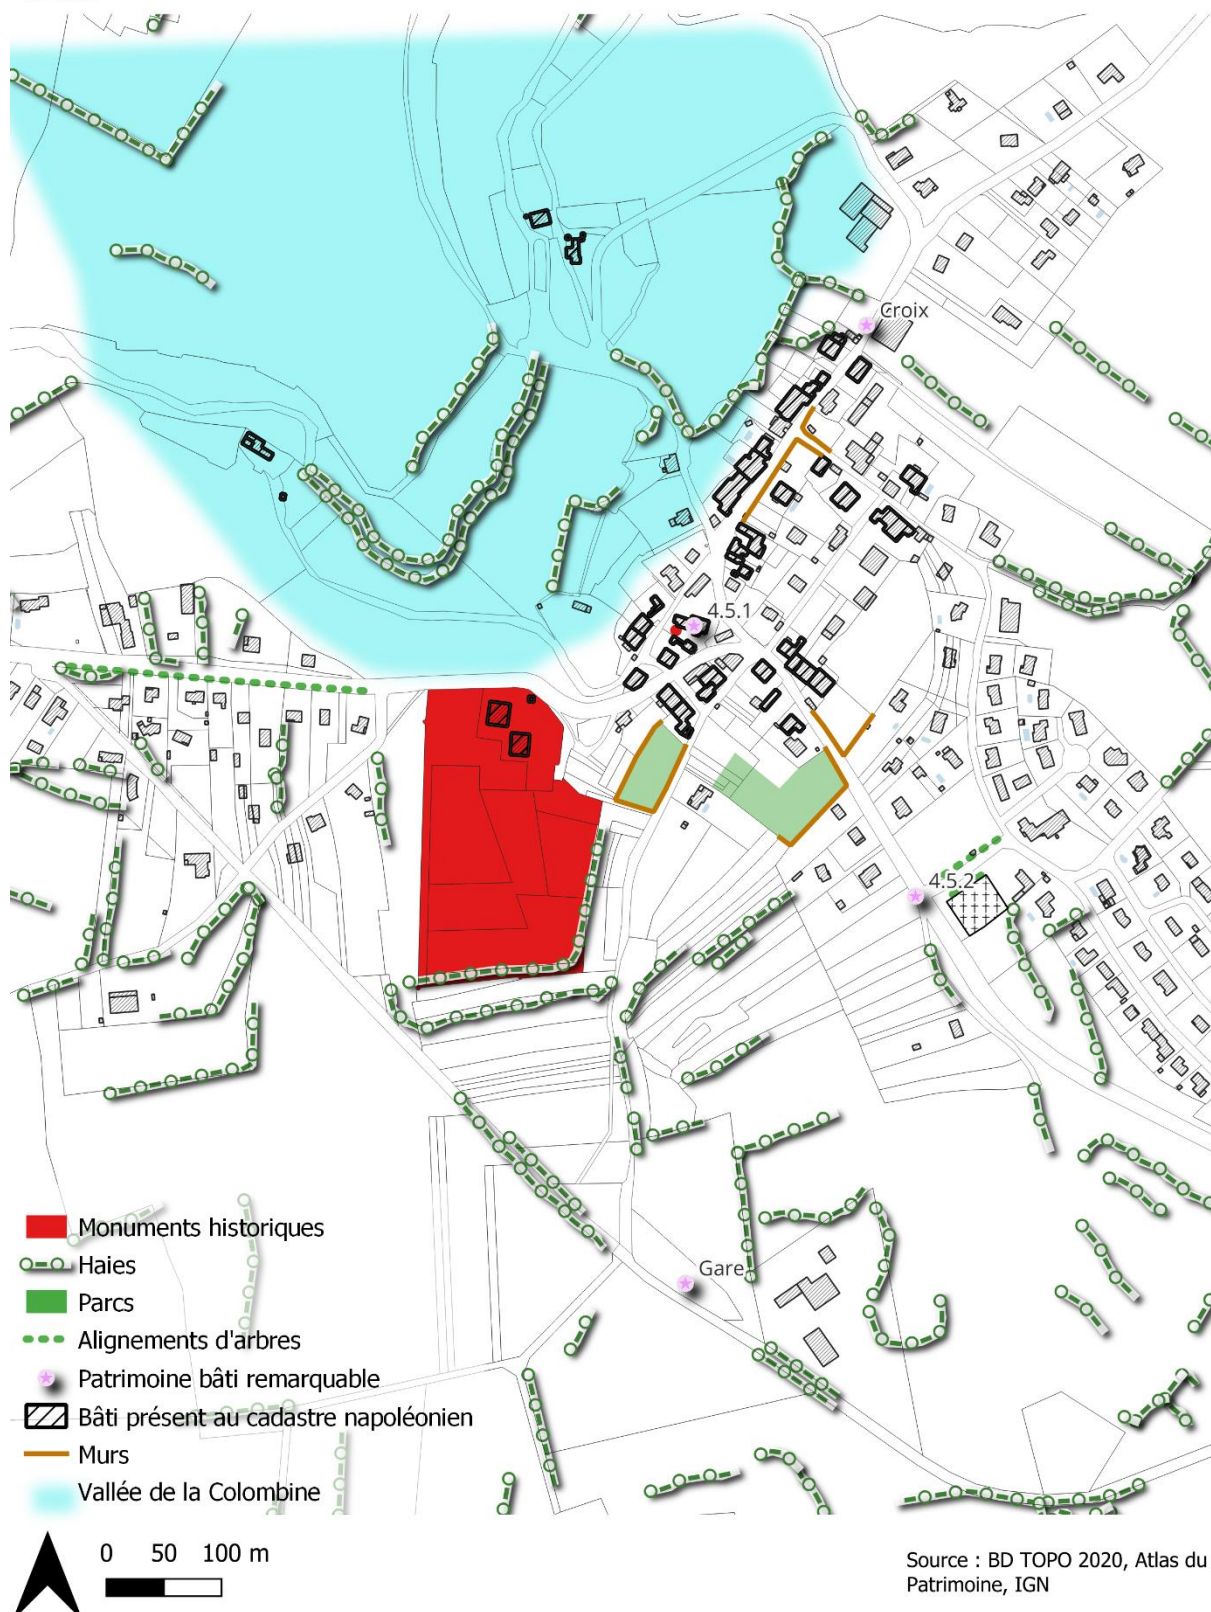 Croix
4.5.1
4.5.2
Gare
Monuments historiques
Haies
Parcs
Alignements d'arbres
Patrimoine bâti remarquable
Bâti présent au cadastre napoléonien
Murs
Vallée de la Colombine
0 50 100 m
Source : BD TOPO 2020, Atlas du
Patrimoine, IGN